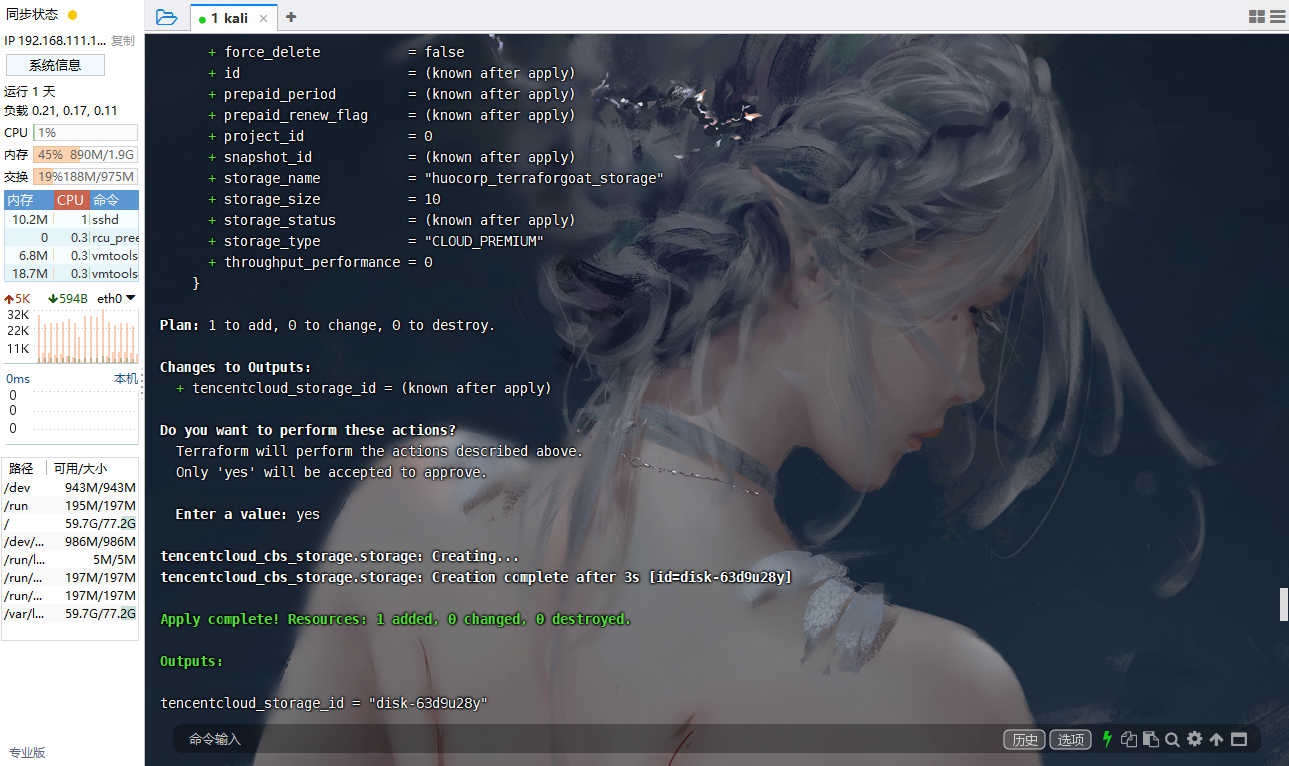 同步状态
IP 192.168.111.1... 复制
系统信息
运行 1 天
负载 0.21, 0.17, 0.11
CPU 1%
内存 45% 890M/1.9G
交换 19% 188M/975M
内存 CPU 命令
10.2M 1 sshd
0 0.3 rcu_pree
6.8M 0.3 vmtools
18.7M 0.3 vmtools
5K 594B eth0
32K
22K
11K
0ms 本机
0
0
0
路径 可用/大小
/dev 943M/943M
/run 195M/197M
/ 59.7G/77.2G
/dev/... 986M/986M
/run/l... 5M/5M
/run/... 197M/197M
/run/... 197M/197M
/var/l... 59.7G/77.2G
专业版
1 kali
+ force_delete = false
+ id = (known after apply)
+ prepaid_period = (known after apply)
+ prepaid_renew_flag = (known after apply)
+ project_id = 0
+ snapshot_id = (known after apply)
+ storage_name = "huocorp_terraforgoat_storage"
+ storage_size = 10
+ storage_status = (known after apply)
+ storage_type = "CLOUD_PREMIUM"
+ throughput_performance = 0
}
Plan: 1 to add, 0 to change, 0 to destroy.
Changes to Outputs:
+ tencentcloud_storage_id = (known after apply)
Do you want to perform these actions?
Terraform will perform the actions described above.
Only 'yes' will be accepted to approve.
Enter a value: yes
tencentcloud_cbs_storage.storage: Creating...
tencentcloud_cbs_storage.storage: Creation complete after 3s [id=disk-63d9u28y]
Apply complete! Resources: 1 added, 0 changed, 0 destroyed.
Outputs:
tencentcloud_storage_id = "disk-63d9u28y"
命令输入 历史 选项